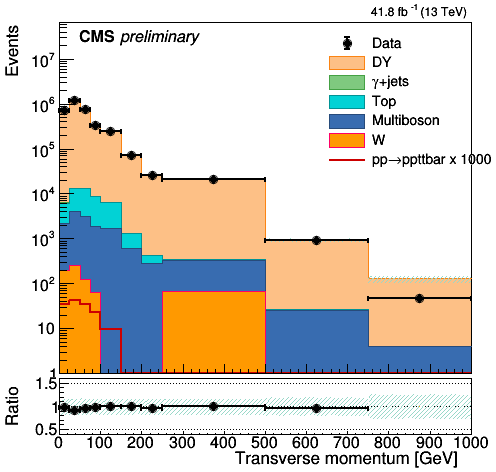 41.8 fb⁻¹ (13 TeV)
CMS preliminary
Events
10⁷
10⁶
10⁵
10⁴
10³
10²
10
1
Data
DY
γ+jets
Top
Multiboson
W
pp→ppttbar x 1000
Ratio
1.5
1
0.5
0 100 200 300 400 500 600 700 800 900 1000
Transverse momentum [GeV]